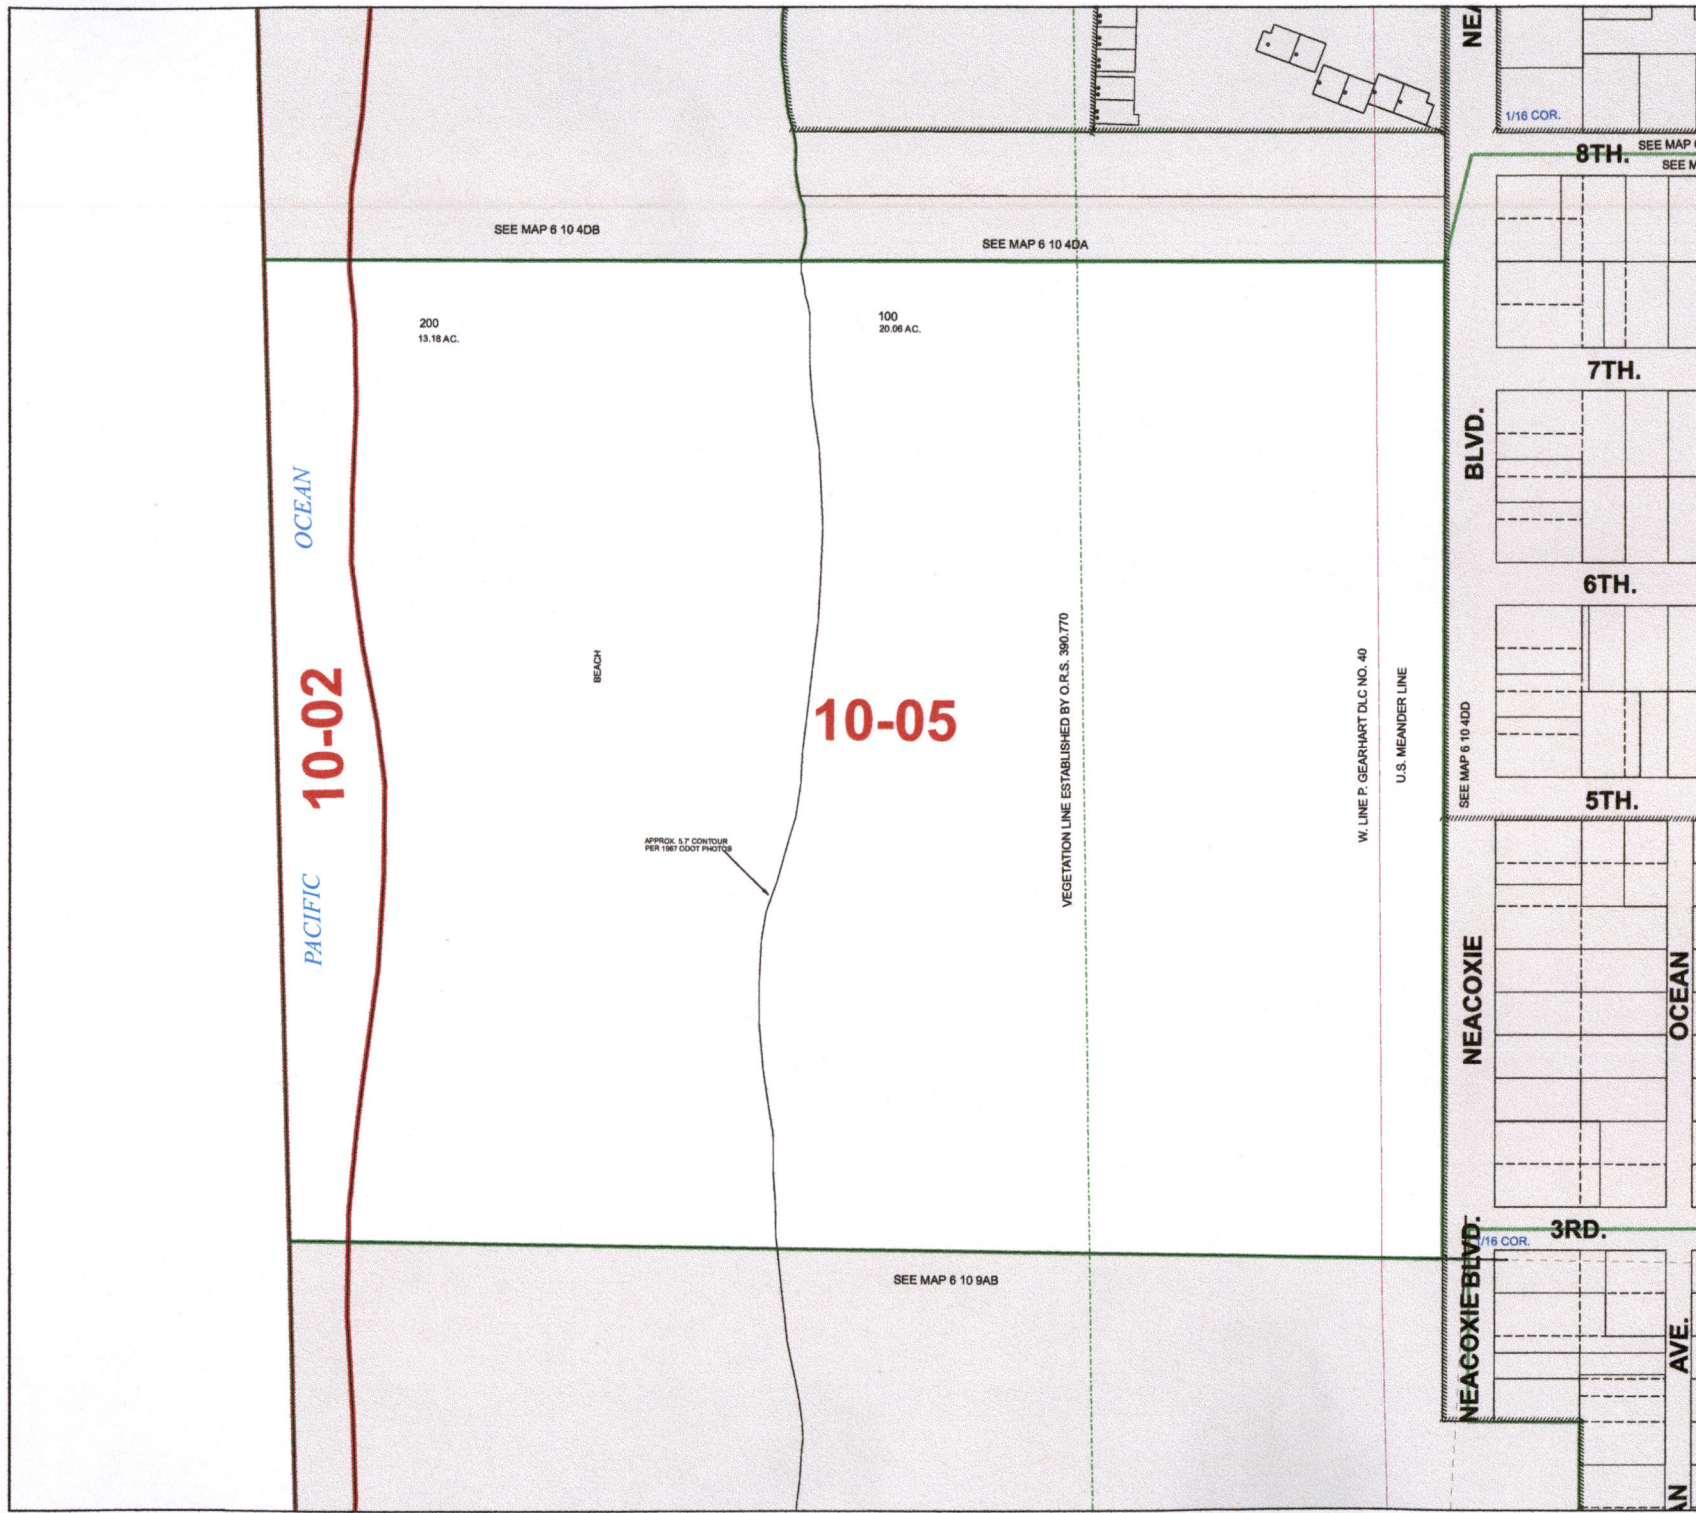 NEA
1/16 COR.
8TH.
SEE MAP
SEE M
SEE MAP 6 10 4DB
SEE MAP 6 10 4DA
200
13.18 AC.
100
20.06 AC.
7TH.
BLVD.
OCEAN
6TH.
BEACH
10-02
10-05
VEGETATION LINE ESTABLISHED BY O.R.S. 390.770
W. LINE P. GEARHART DLC NO. 40
U.S. MEANDER LINE
SEE MAP 6 10 4DD
5TH.
APPROX. 5.7' CONTOUR
PER 1987 ODOT PHOTOS
PACIFIC
NEACOXIE
OCEAN
3RD.
1/16 COR.
SEE MAP 6 10 9AB
NEACOXIE BLVD.
AVE.
AN